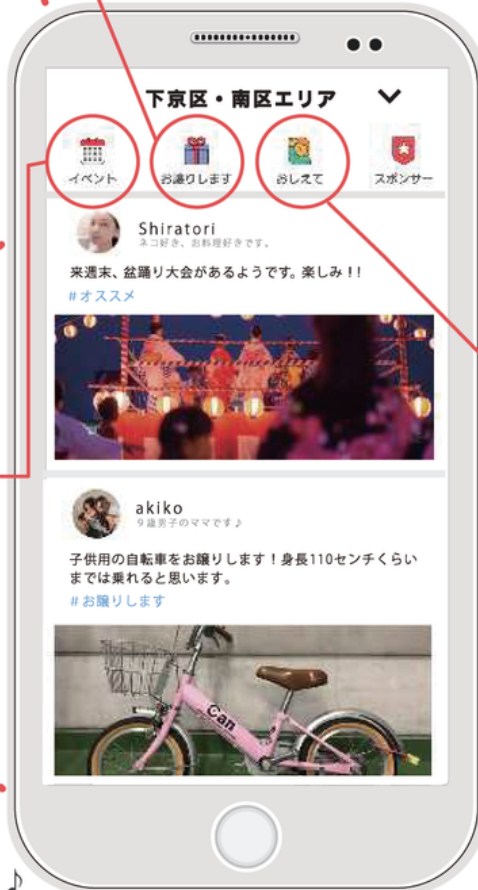 下京区・南区エリア
イベント お譲りします おしえて スポンサー
Shiratori
ネコ好き、お料理好きです。
来週末、盆踊り大会があるようです。楽しみ!!
#オススメ
akiko
9歳男子のママです♪
子供用の自転車をお譲りします！身長110センチくらい
までは乗れると思います。
#お譲りします
Can
♪